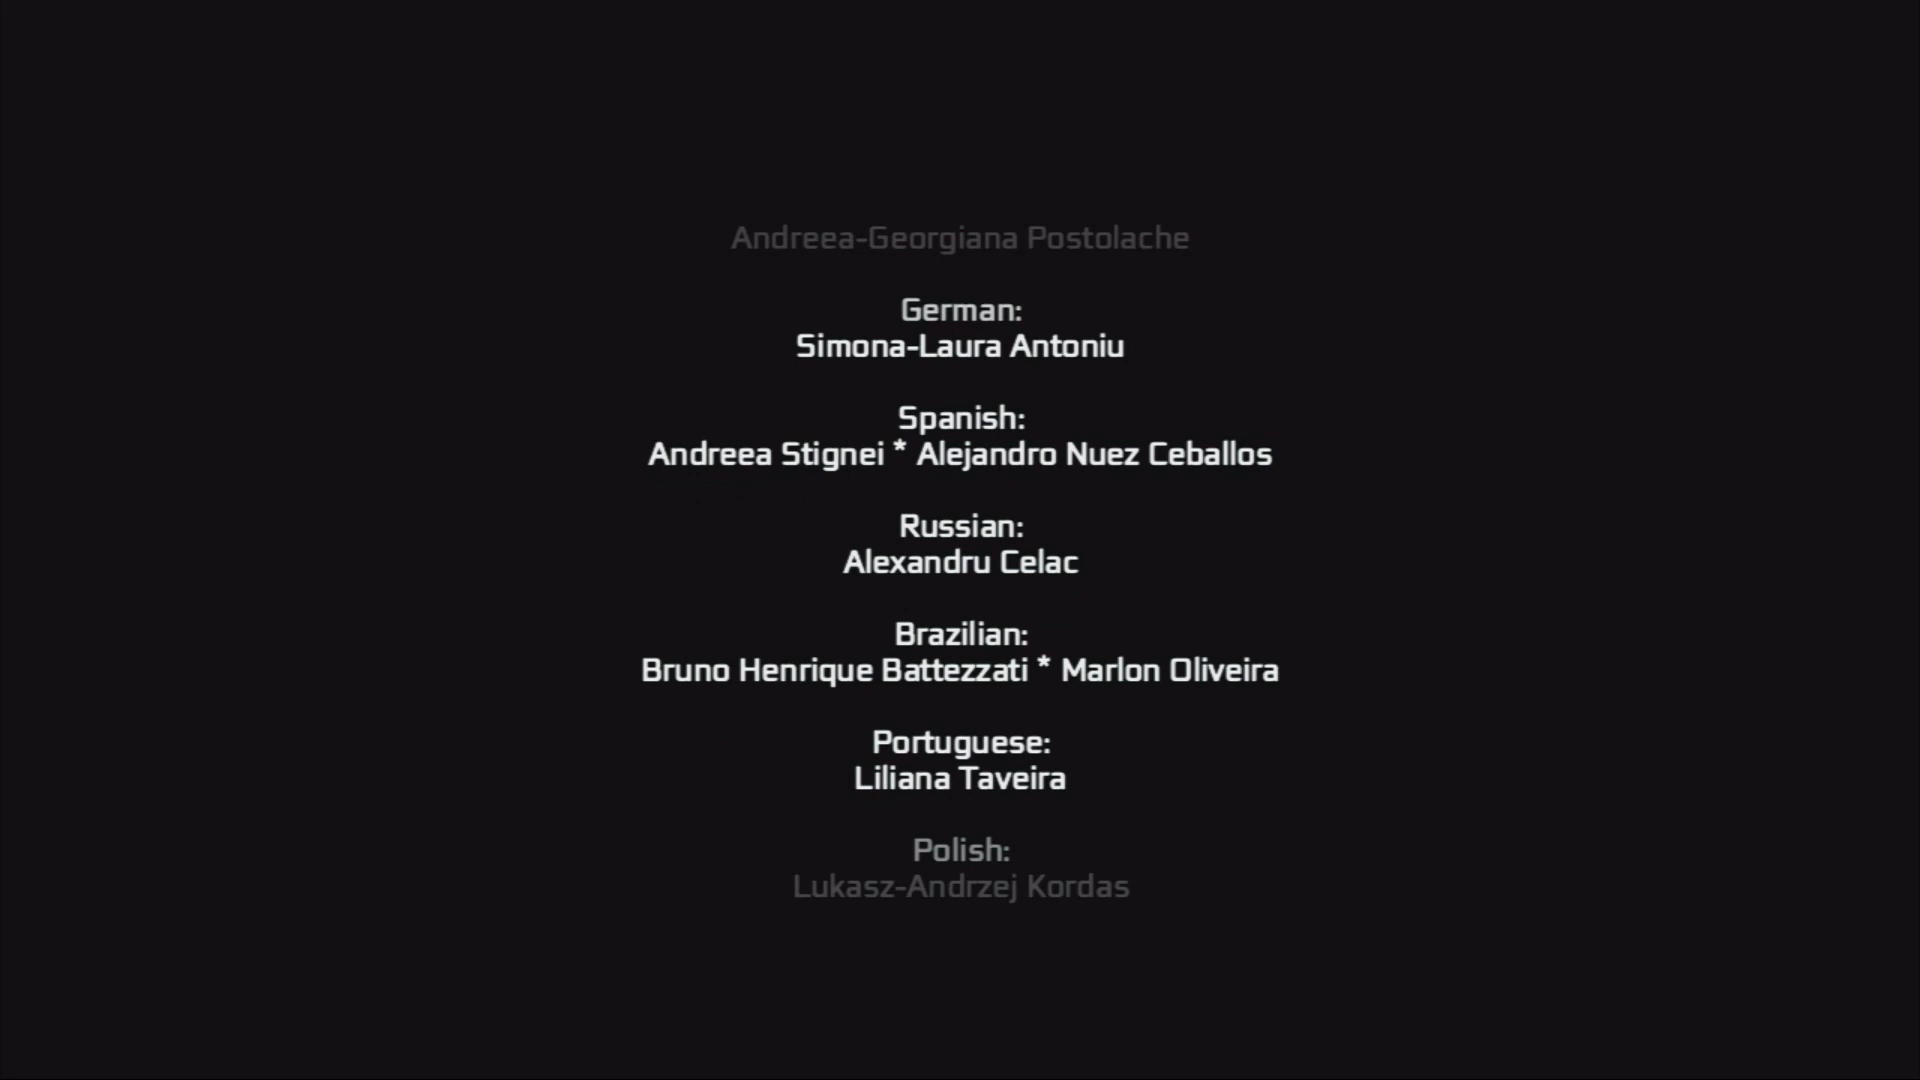 Andreea-Georgiana Postolache
German:
Simona-Laura Antoniu
Spanish:
Andreea Stignei * Alejandro Nuez Ceballos
Russian:
Alexandru Celac
Brazilian:
Bruno Henrique Battezzati * Marlon Oliveira
Portuguese:
Liliana Taveira
Polish:
Lukasz-Andrzej Kordas